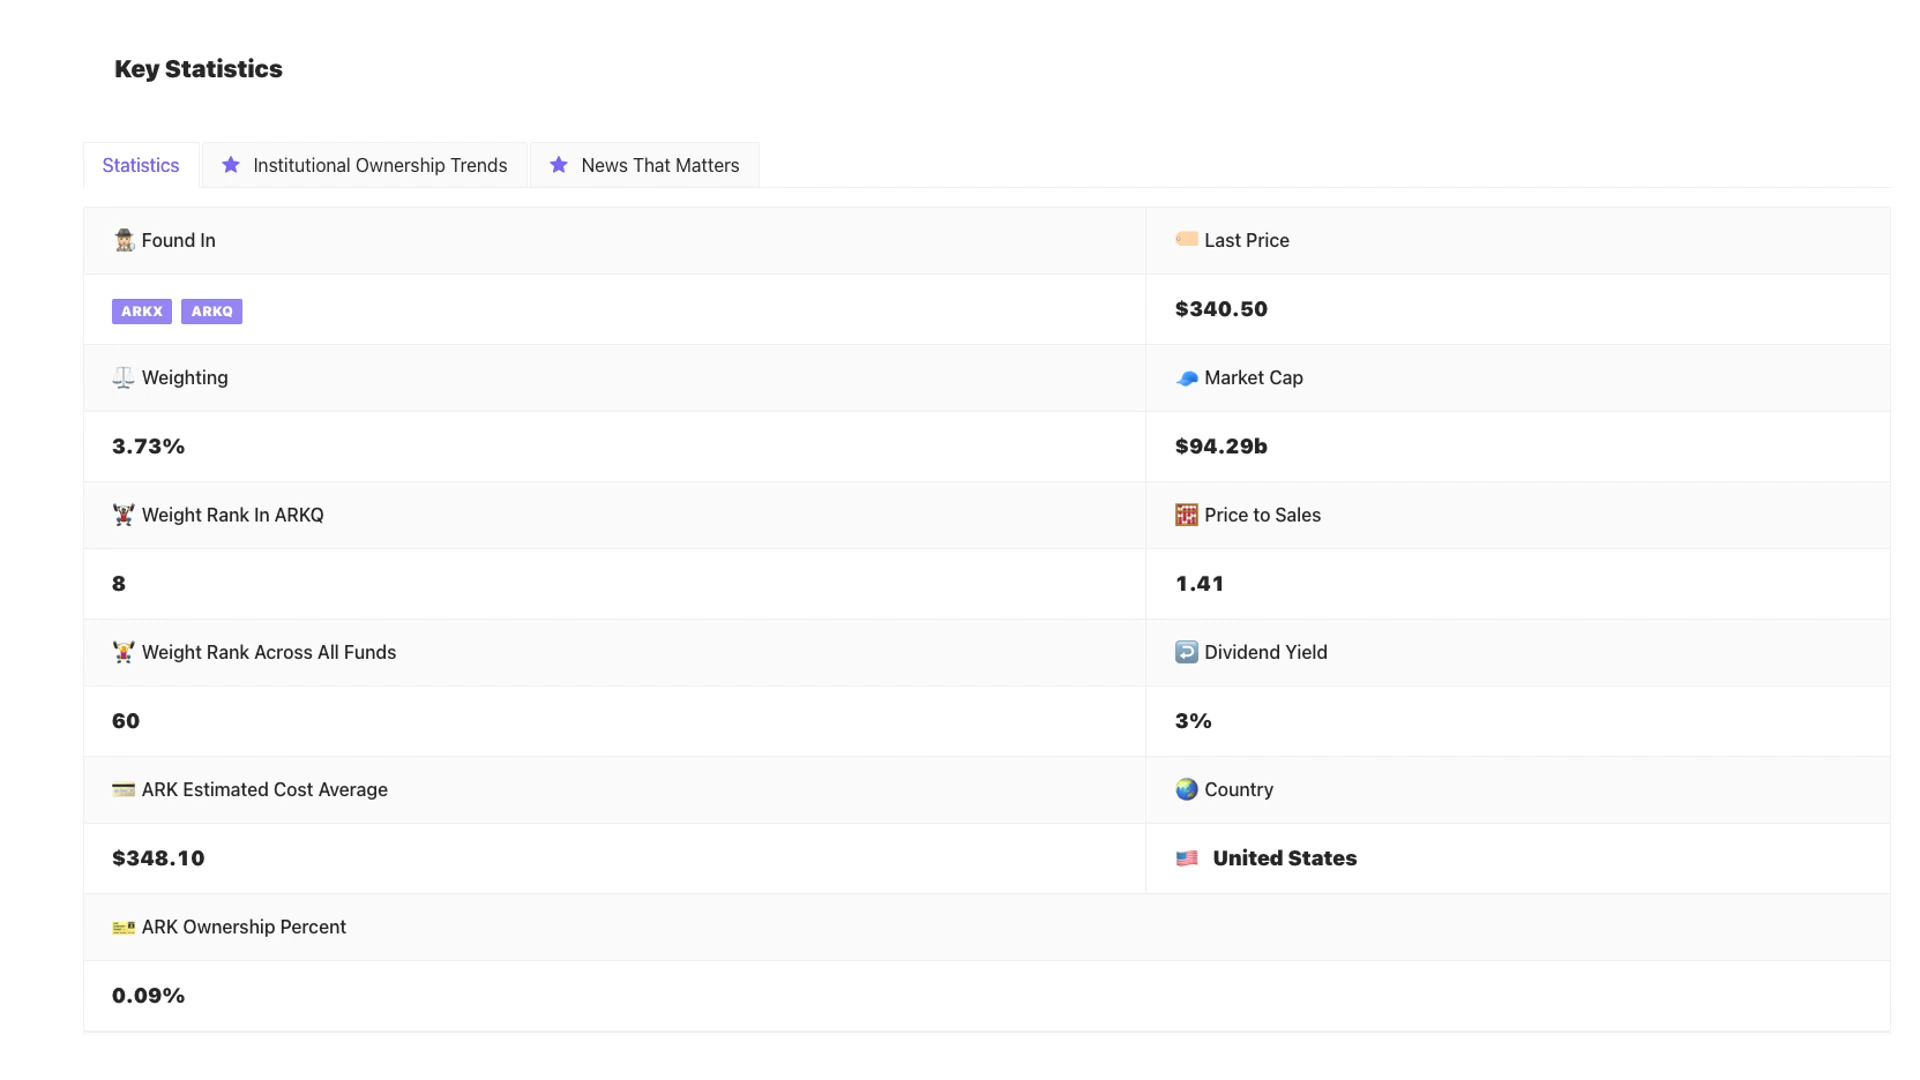 Key Statistics
Statistics
Institutional Ownership Trends
News That Matters
Found In
Last Price
ARKX ARKQ
$340.50
Weighting
Market Cap
3.73%
$94.29b
Weight Rank In ARKQ
Price to Sales
8
1.41
Weight Rank Across All Funds
Dividend Yield
60
3%
ARK Estimated Cost Average
Country
$348.10
United States
ARK Ownership Percent
0.09%